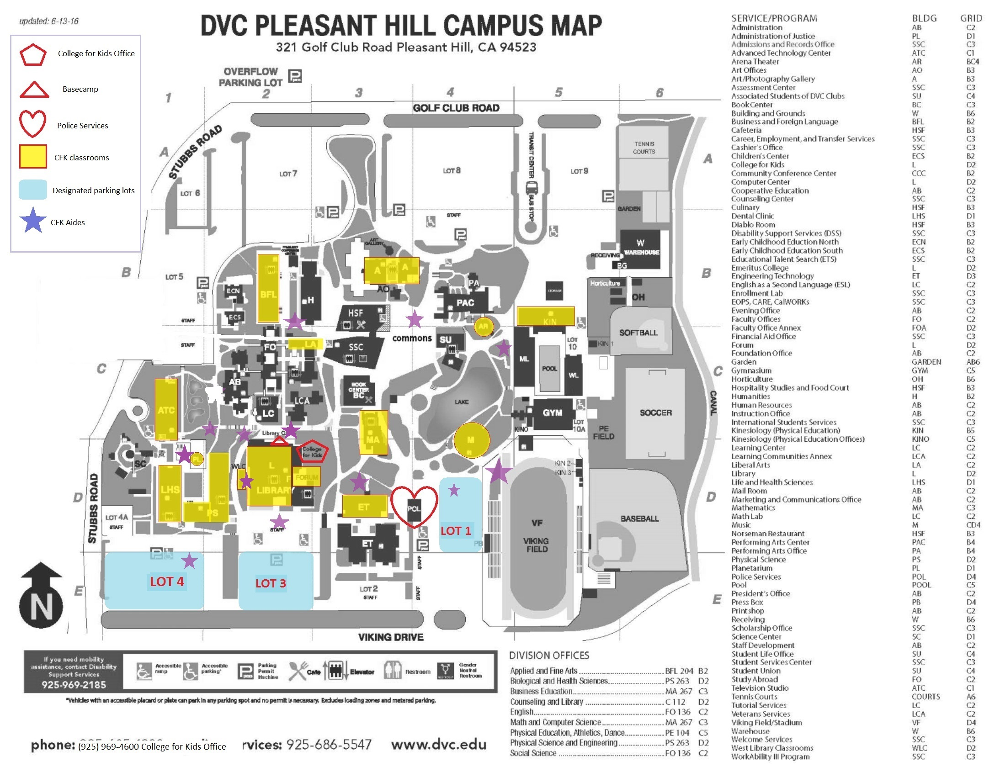 updated: 6-13-16
DVC PLEASANT HILL CAMPUS MAP
321 Golf Club Road Pleasant Hill, CA 94523
College for Kids Office
Basecamp
Police Services
CFK classrooms
Designated parking lots
CFK Aides
OVERFLOW
PARKING LOT
1
2
3
4
5
6
GOLF CLUB ROAD
STUBBS ROAD
A
LOT 6
LOT 7
LOT 8
TRANSIT CENTER
BUS STOP
LOT 9
TENNIS
COURTS
A
GARDEN
STAFF
ART
GALLERY
COMMUNITY
CONFERENCE
CENTER
W
WAREHOUSE
RECEIVING
BG
B
LOT 5
ECN
BFL
H
A
A
AO
PA
PAC
STORAGE
Horticulture
OH
B
ECS
HSF
STAFF
AR
KIN
SOFTBALL
STAFF
FO
LA
SSC
commons
SU
LOT
10
KIN 1
ML
POOL
WL
C
AB
BOOK
CENTER
BC
C
ATC
LC
LCA
LAKE
GYM
SOCCER
CANAL
Library
KINO
LOT
10A
PE
FIELD
MA
M
College
for Kids
SC
PL
WLC
L
F
FORUM
LIBRARY
KIN 2
KIN 3
D
LHS
PS
ET
POL
LOT 1
PB
VF
VIKING
FIELD
BASEBALL
D
STUBBS ROAD
LOT 4A
STAFF
STAFF
ET
STAFF
N
E
LOT 4
LOT 3
LOT 2
STAFF
STAFF
E
VIKING DRIVE
If you need mobility
assistance, contact Disability
Support Services
925-969-2185
Accessible
ramp
Accessible
parking*
Parking
Permit
Machine
Cafe
Elevator
Restroom
Gender
Neutral
Restroom
*Vehicles with an accessible placard or plate can park in any parking spot and no permit is necessary. Excludes loading zones and metered parking.
phone: (925) 969-4600 College for Kids Office rvices: 925-686-5547 www.dvc.edu
DIVISION OFFICES
Applied and Fine Arts BFL 204 B2
Biological and Health Sciences PS 263 D2
Business Education MA 267 C3
Counseling and Library C 112 D2
English FO 136 C2
Math and Computer Science MA 267 C3
Physical Education, Athletics, Dance PE 104 C5
Physical Science and Engineering PS 263 D2
Social Science FO 136 C2
SERVICE/PROGRAM BLDG GRID
Administration AB C2
Administration of Justice PL D1
Admissions and Records Office SSC C3
Advanced Technology Center ATC C1
Arena Theater AR BC4
Art Offices AO B3
Art/Photography Gallery A B3
Assessment Center SSC C3
Associated Students of DVC Clubs SU C4
Book Center BC C3
Building and Grounds W B6
Business and Foreign Language BFL B2
Cafeteria HSF B3
Career, Employment, and Transfer Services SSC C3
Cashier's Office SSC C3
Children's Center ECS B2
College for Kids L D2
Community Conference Center CCC B2
Computer Center L D2
Cooperative Education AB C2
Counseling Center SSC C3
Culinary HSF B3
Dental Clinic LHS D1
Diablo Room HSF B3
Disability Support Services (DSS) SSC C3
Early Childhood Eduction North ECN B2
Early Childhood Education South ECS B2
Educational Talent Search (ETS) SSC C3
Emeritus College L D2
Engineering Technology ET D3
English as a Second Language (ESL) LC C2
Enrollment Lab SSC C3
EOPS, CARE, CalWORKs SSC C3
Evening Office AB C2
Faculty Offices FO C2
Faculty Office Annex FOA D2
Financial Aid Office SSC C3
Forum L D2
Foundation Office AB C2
Garden GARDEN AB6
Gymnasium GYM C5
Horticulture OH B6
Hospitality Studies and Food Court HSF B3
Humanities H B2
Human Resources AB C2
Instruction Office AB C2
International Students Services SSC C3
Kinesiology (Physical Education) KIN B5
Kinesiology (Physical Education Offices) KINO C5
Learning Center LC C2
Learning Communities Annex LCA C2
Liberal Arts LA C2
Library L D2
Life and Health Sciences LHS D1
Mail Room AB C2
Marketing and Communications Office AB C2
Mathematics MA C3
Math Lab LC C2
Music M CD4
Norseman Restaurant HSF B3
Performing Arts Center PAC B4
Performing Arts Office PA B4
Physical Science PS D2
Planetarium PL D1
Police Services POL D4
Pool POOL C5
President's Office AB C2
Press Box PB D4
Printshop AB C2
Receiving W B6
Scholarship Office SSC C3
Science Center SC D1
Staff Development AB C2
Student Life Office SU C4
Student Services Center SSC C3
Student Union SU C4
Study Abroad FO C2
Television Studio ATC C1
Tennis Courts COURTS A6
Tutorial Services LC C2
Veterans Services LCA C2
Viking Field/Stadium VF D4
Warehouse W B6
Welcome Services SSC C3
West Library Classrooms WLC D2
WorkAbility III Program SSC C3